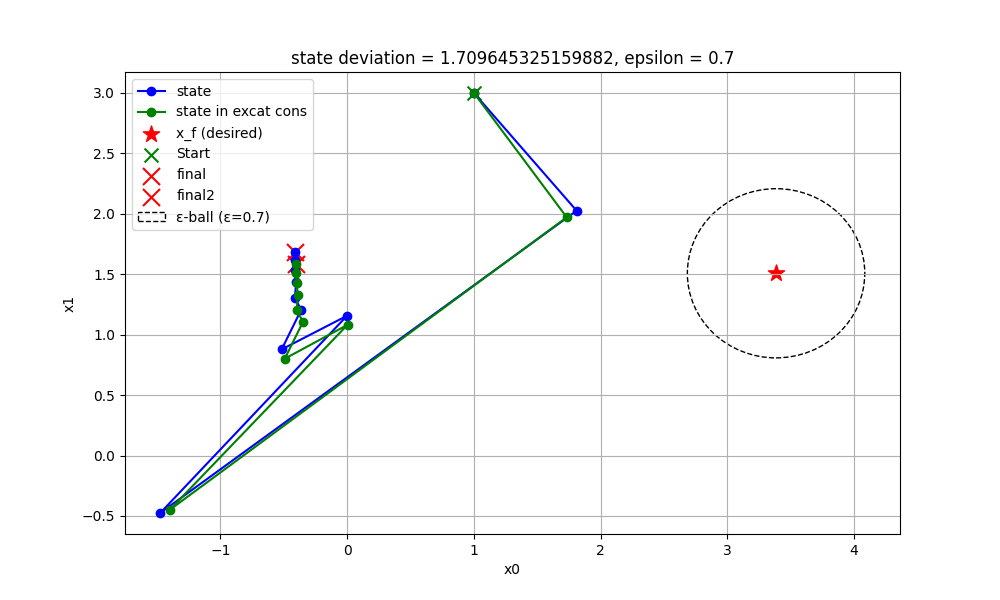 state deviation = 1.709645325159882, epsilon = 0.7
state
state in excat cons
x_f (desired)
Start
final
final2
ε-ball (ε=0.7)
3.0
2.5
2.0
1.5
1.0
0.5
0.0
−0.5
x1
−1
0
1
2
3
4
x0